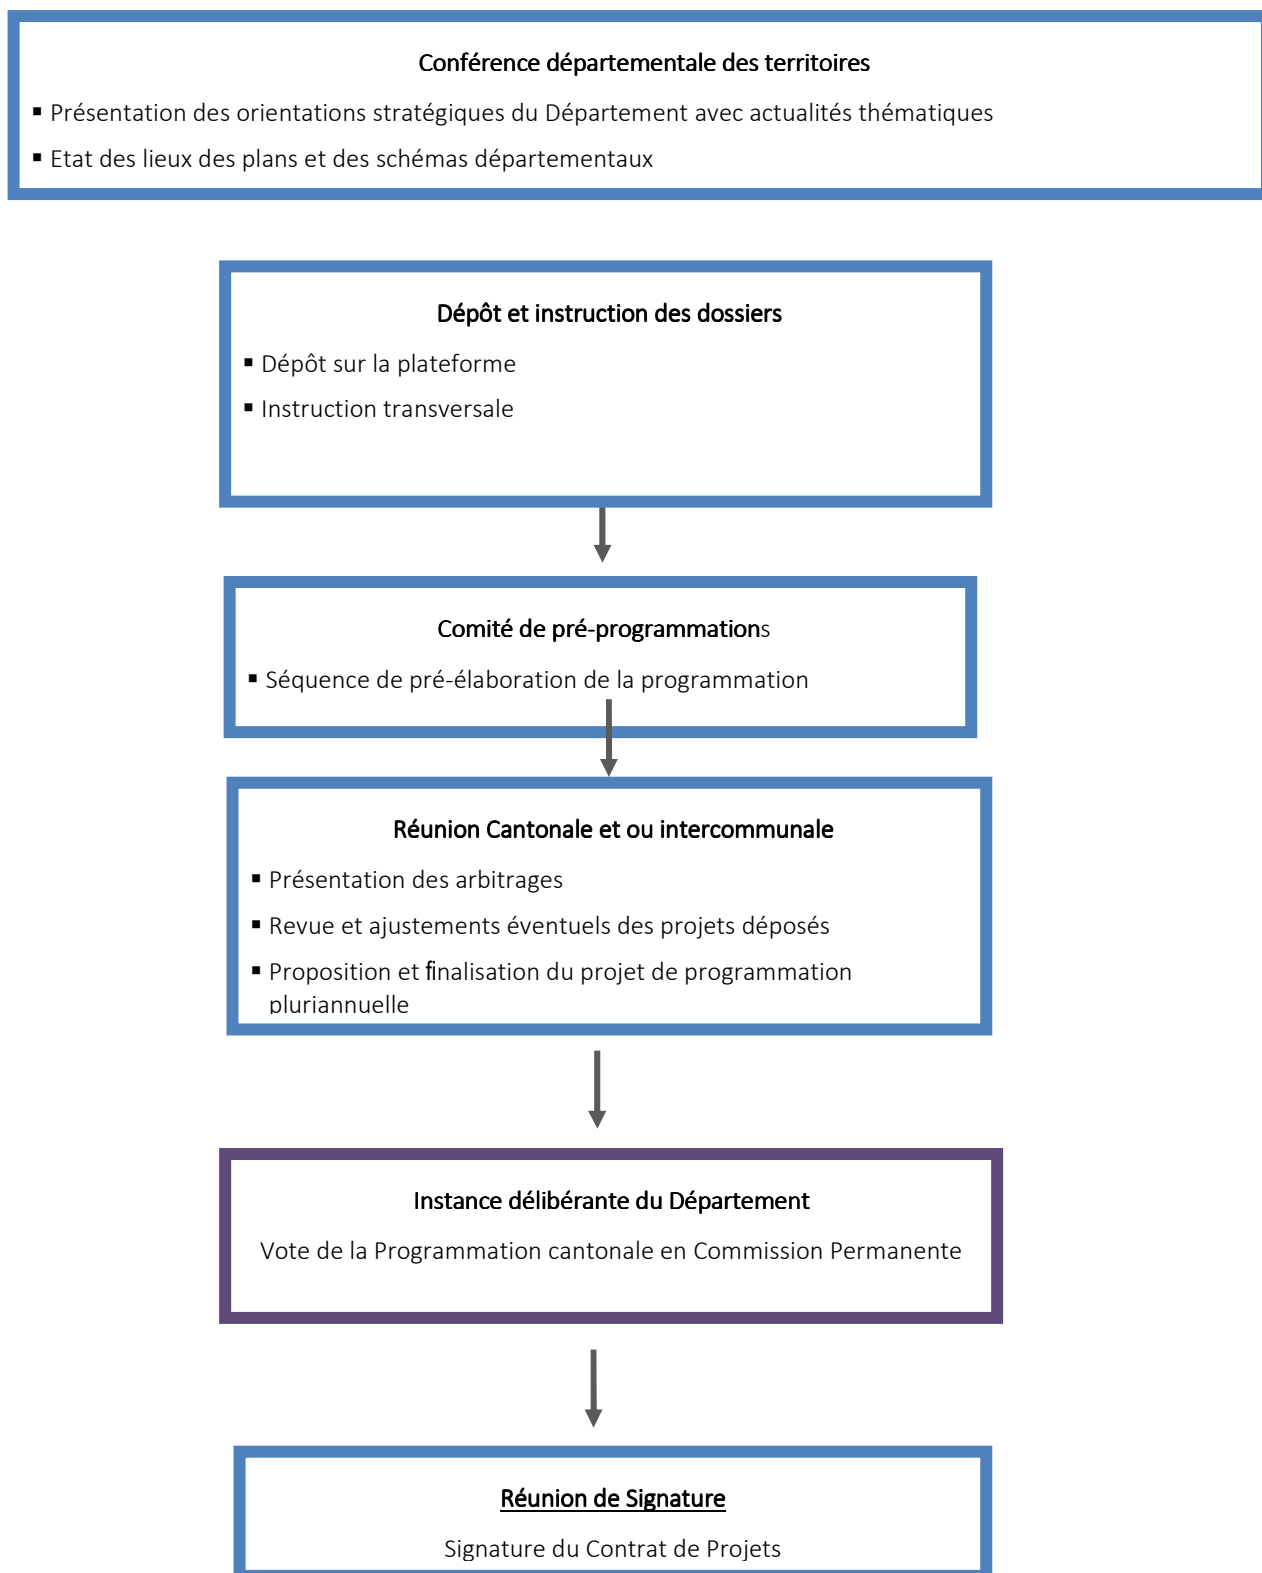 Conférence départementale des territoires
▪ Présentation des orientations stratégiques du Département avec actualités thématiques
▪ Etat des lieux des plans et des schémas départementaux
Dépôt et instruction des dossiers
▪ Dépôt sur la plateforme
▪ Instruction transversale
Comité de pré-programmations
▪ Séquence de pré-élaboration de la programmation
Réunion Cantonale et ou intercommunale
▪ Présentation des arbitrages
▪ Revue et ajustements éventuels des projets déposés
▪ Proposition et finalisation du projet de programmation
pluriannuelle
Instance délibérante du Département
Vote de la Programmation cantonale en Commission Permanente
Réunion de Signature
Signature du Contrat de Projets